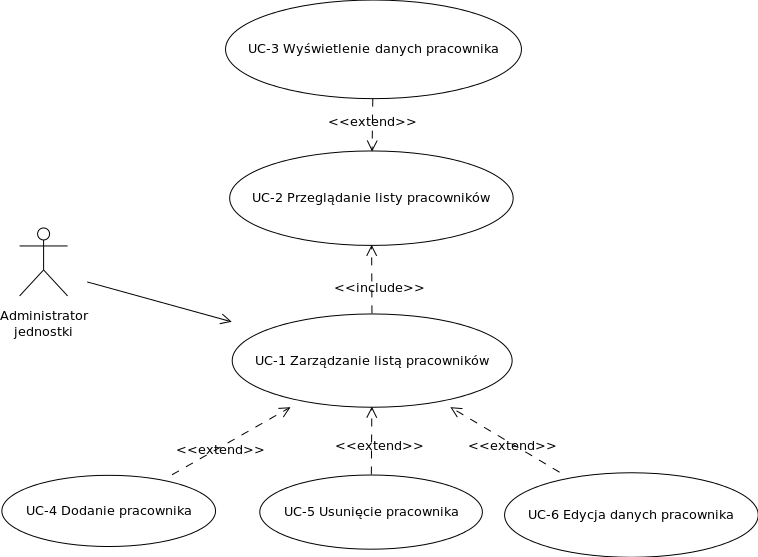 UC-3 Wyświetlenie danych pracownika
<<extend>>
UC-2 Przeglądanie listy pracowników
<<include>>
Administrator
jednostki
UC-1 Zarządzanie listą pracowników
<<extend>>
<<extend>>
<<extend>>
UC-4 Dodanie pracownika
UC-5 Usunięcie pracownika
UC-6 Edycja danych pracownika